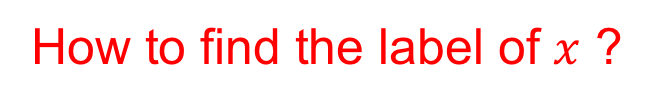 How to find the label of x ?